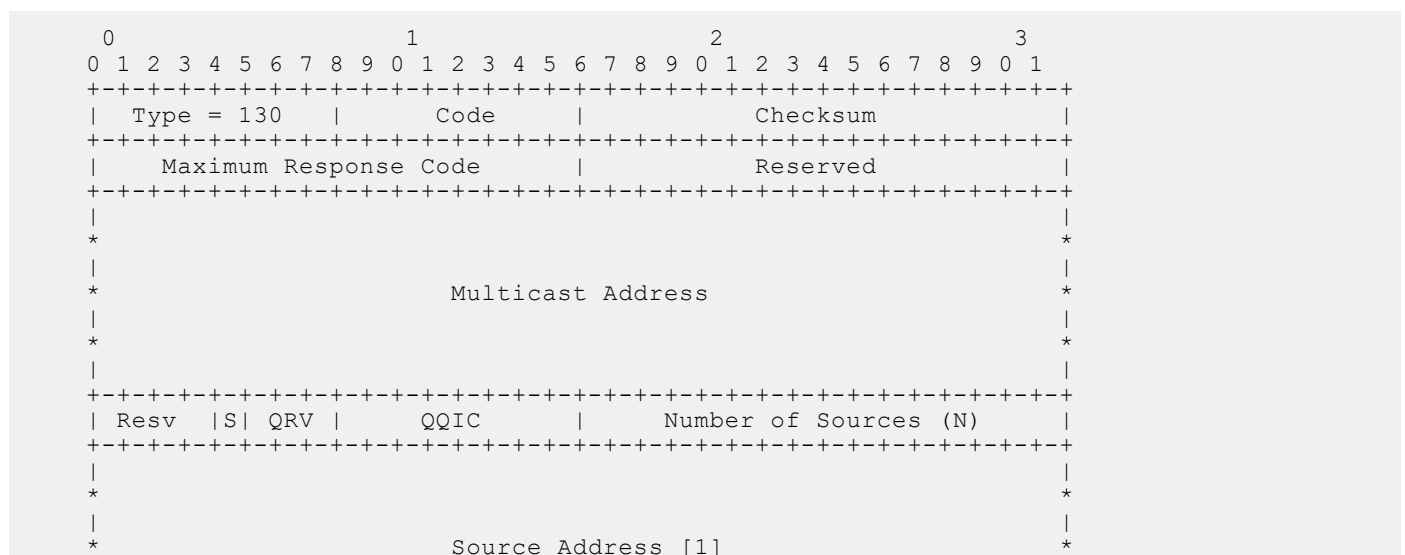 0                   1                   2                   3
 0 1 2 3 4 5 6 7 8 9 0 1 2 3 4 5 6 7 8 9 0 1 2 3 4 5 6 7 8 9 0 1
+-+-+-+-+-+-+-+-+-+-+-+-+-+-+-+-+-+-+-+-+-+-+-+-+-+-+-+-+-+-+-+-+
|  Type = 130   |      Code     |           Checksum            |
+-+-+-+-+-+-+-+-+-+-+-+-+-+-+-+-+-+-+-+-+-+-+-+-+-+-+-+-+-+-+-+-+
|    Maximum Response Code      |           Reserved            |
+-+-+-+-+-+-+-+-+-+-+-+-+-+-+-+-+-+-+-+-+-+-+-+-+-+-+-+-+-+-+-+-+
|                                                               |
*                                                               *
|                                                               |
*                       Multicast Address                       *
|                                                               |
*                                                               *
|                                                               |
+-+-+-+-+-+-+-+-+-+-+-+-+-+-+-+-+-+-+-+-+-+-+-+-+-+-+-+-+-+-+-+-+
| Resv  |S| QRV |     QQIC      |     Number of Sources (N)     |
+-+-+-+-+-+-+-+-+-+-+-+-+-+-+-+-+-+-+-+-+-+-+-+-+-+-+-+-+-+-+-+-+
|                                                               |
*                                                               *
|                                                               |
*                       Source Address [1]                      *